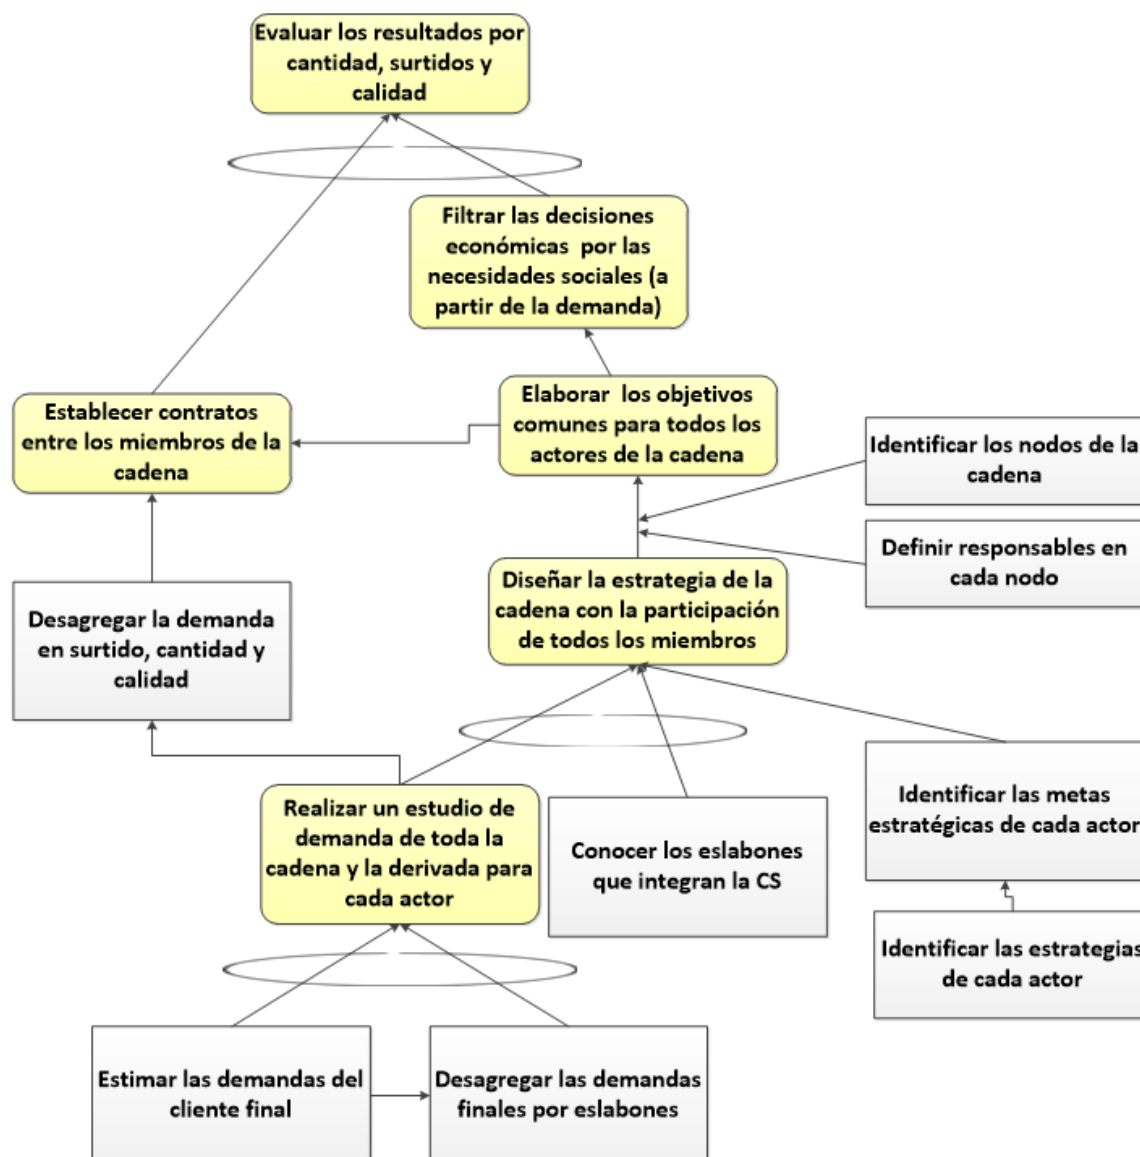 Evaluar los resultados por
cantidad, surtidos y
calidad
Filtrar las decisiones
económicas por las
necesidades sociales (a
partir de la demanda)
Elaborar los objetivos
comunes para todos los
actores de la cadena
Establecer contratos
entre los miembros de la
cadena
Identificar los nodos de la
cadena
Definir responsables en
cada nodo
Diseñar la estrategia de la
cadena con la participación
de todos los miembros
Desagregar la demanda
en surtido, cantidad y
calidad
Realizar un estudio de
demanda de toda la
cadena y la derivada para
cada actor
Conocer los eslabones
que integran la CS
Identificar las metas
estratégicas de cada actor
Identificar las estrategias
de cada actor
Estimar las demandas del
cliente final
Desagregar las demandas
finales por eslabones